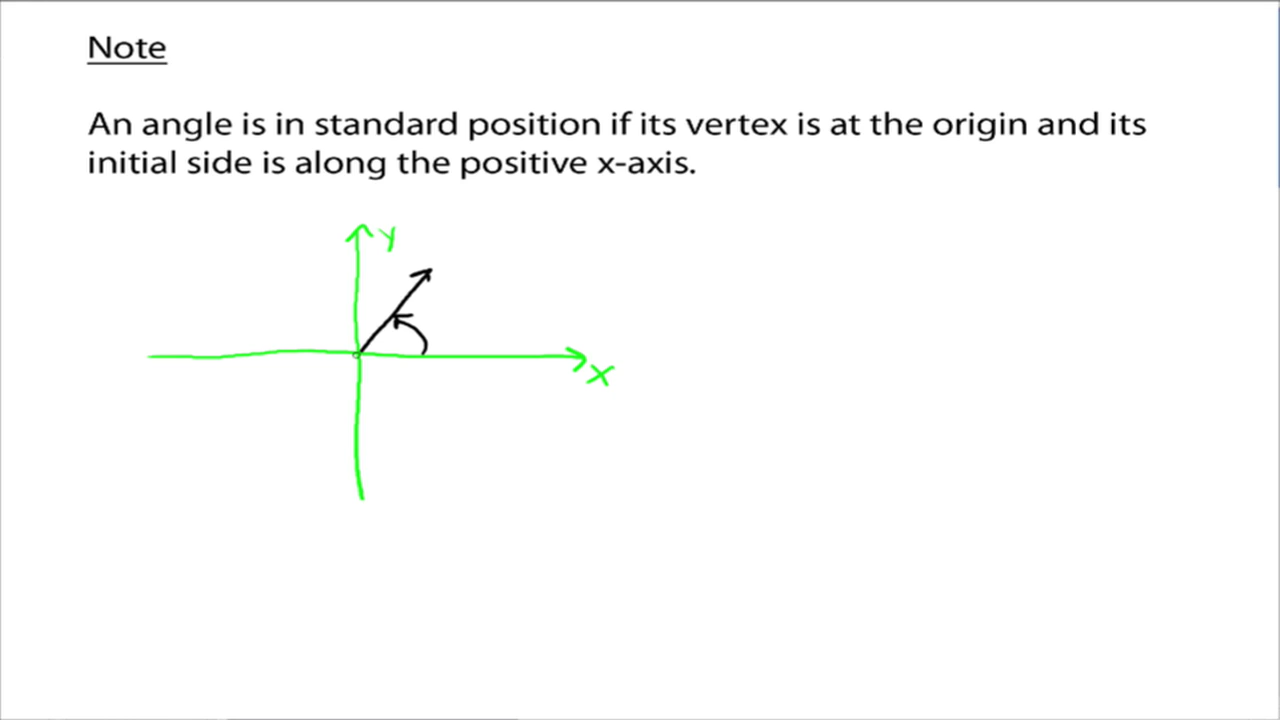 Note
An angle is in standard position if its vertex is at the origin and its
initial side is along the positive x-axis.
Y
X